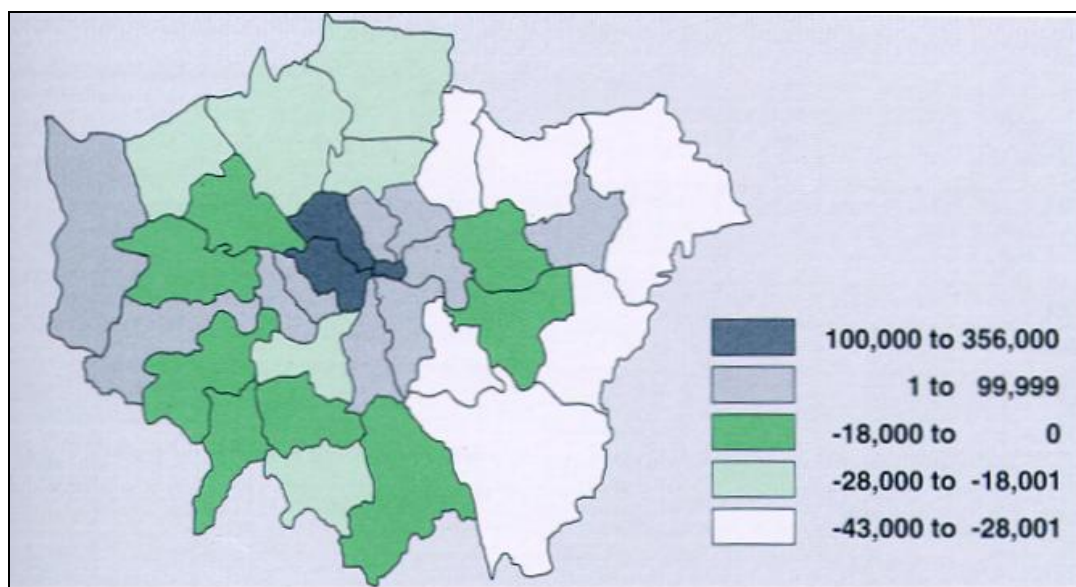 100,000 to 356,000
1 to 99,999
-18,000 to 0
-28,000 to -18,001
-43,000 to -28,001